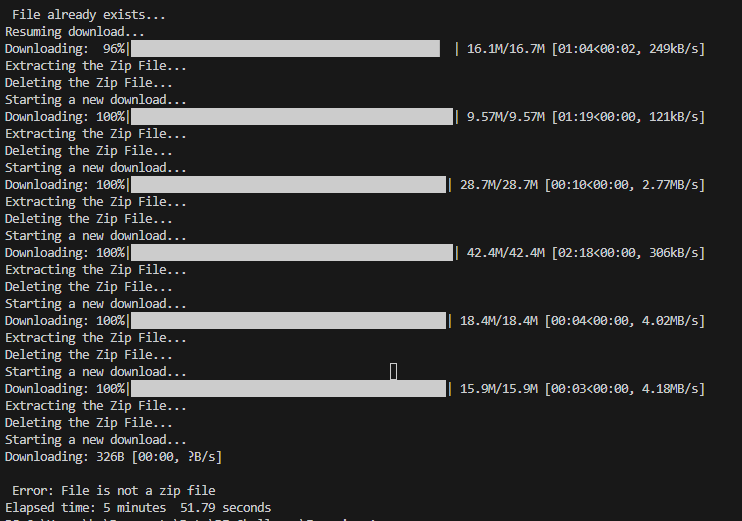 File already exists...
Resuming download...
Downloading:  96%| | 16.1M/16.7M [01:04<00:02, 249kB/s]
Extracting the Zip File...
Deleting the Zip File...
Starting a new download...
Downloading: 100%| | 9.57M/9.57M [01:19<00:00, 121kB/s]
Extracting the Zip File...
Deleting the Zip File...
Starting a new download...
Downloading: 100%| | 28.7M/28.7M [00:10<00:00, 2.77MB/s]
Extracting the Zip File...
Deleting the Zip File...
Starting a new download...
Downloading: 100%| | 42.4M/42.4M [02:18<00:00, 306kB/s]
Extracting the Zip File...
Deleting the Zip File...
Starting a new download...
Downloading: 100%| | 18.4M/18.4M [00:04<00:00, 4.02MB/s]
Extracting the Zip File...
Deleting the Zip File...
Starting a new download...
Downloading: 100%| | 15.9M/15.9M [00:03<00:00, 4.18MB/s]
Extracting the Zip File...
Deleting the Zip File...
Starting a new download...
Downloading: 326B [00:00, ?B/s]
Error: File is not a zip file
Elapsed time: 5 minutes  51.79 seconds